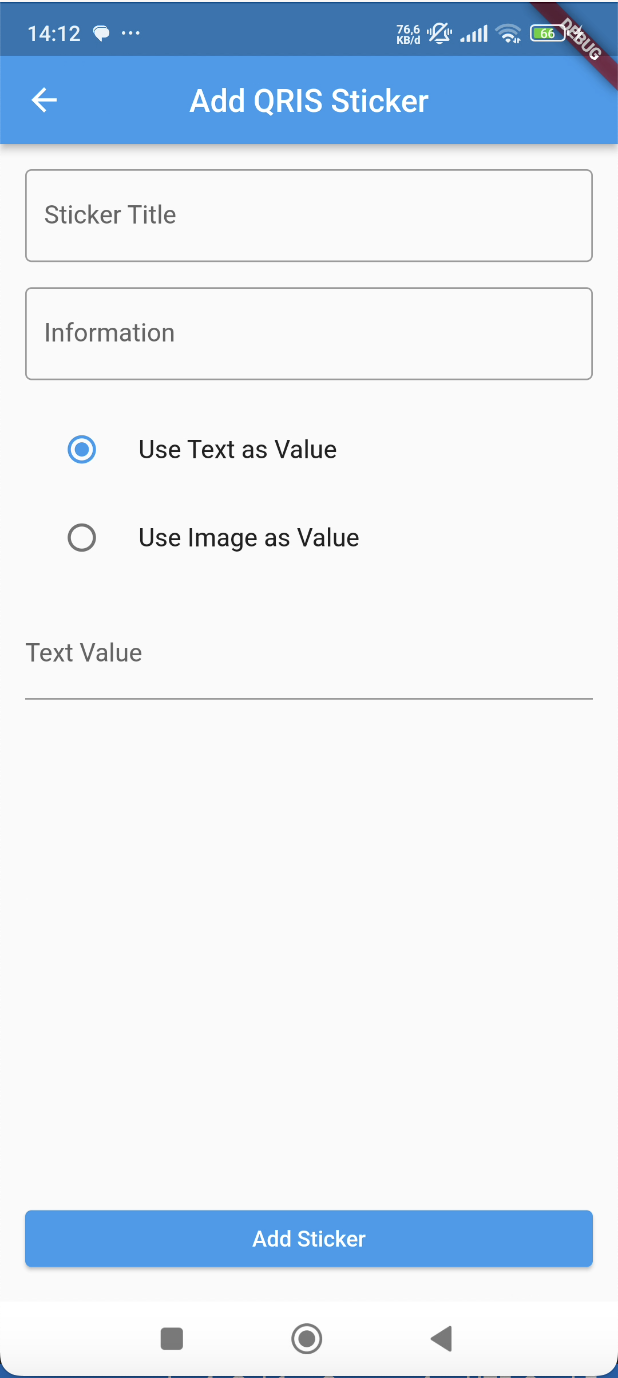 14:12
76,6
KB/d
66
DEBUG
Add QRIS Sticker
Sticker Title
Information
Use Text as Value
Use Image as Value
Text Value
Add Sticker